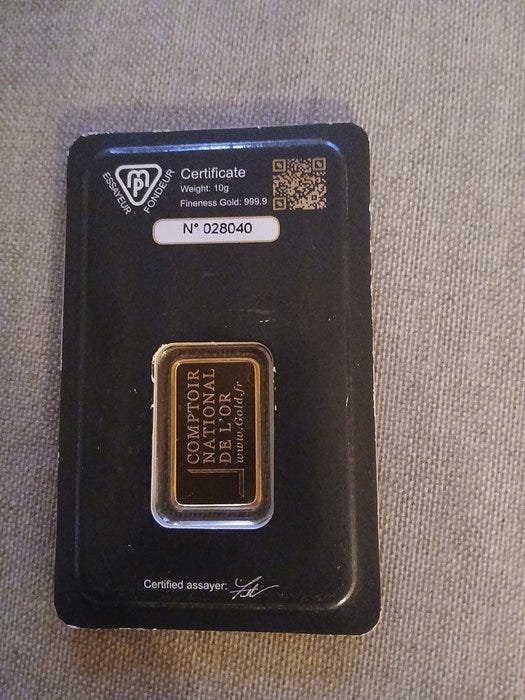 ESSAYEUR FONDEUR
Certificate
Weight: 10g
Fineness Gold: 999.9
N° 028040
COMPTOIR
NATIONAL
DE L'OR
www.Gold.fr
Certified assayer: